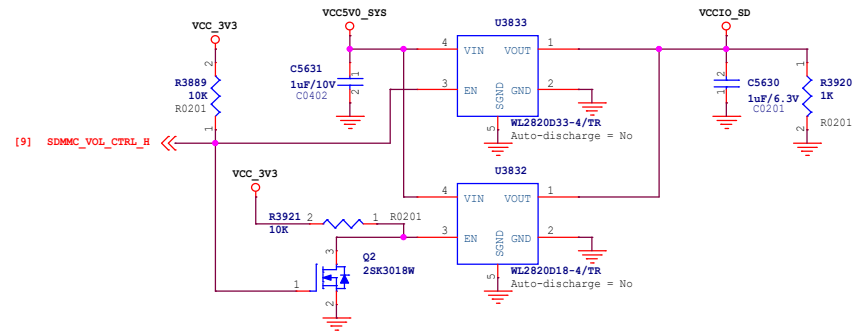 VCC5V0_SYS
U3833
VCCIO_SD
VCC_3V3
4 VIN VOUT 1
C5631
1uF/10V
C0402
1
2
2
R3889
10K
R0201
1
3 EN GND 2
SGND
5
C5630
1uF/6.3V
C0201
2
1
1
R3920
1K
R0201
2
WL2820D33-4/TR
Auto-discharge = No
[9] SDMMC_VOL_CTRL_H
U3832
VCC_3V3
4 VIN VOUT 1
R3921 2 1 R0201
10K
3 EN GND 2
SGND
5
3
Q2
2SK3018W
1
2
WL2820D18-4/TR
Auto-discharge = No